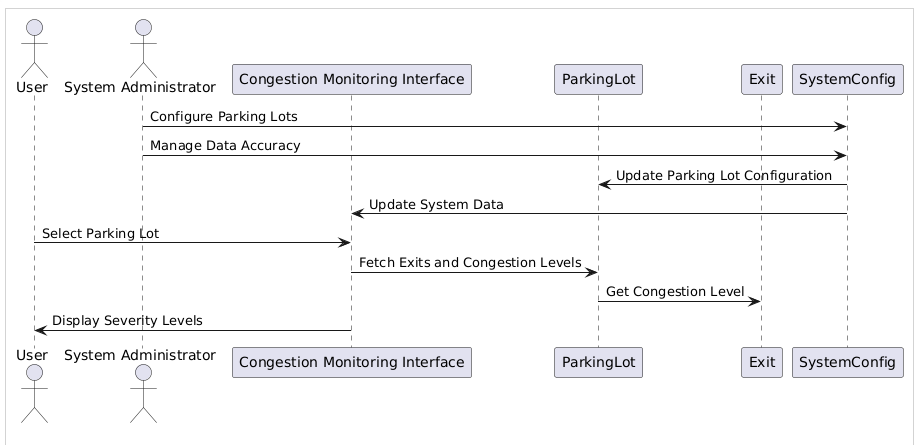 User
System Administrator
Congestion Monitoring Interface
ParkingLot
Exit
SystemConfig
Configure Parking Lots
Manage Data Accuracy
Update Parking Lot Configuration
Update System Data
Select Parking Lot
Fetch Exits and Congestion Levels
Get Congestion Level
Display Severity Levels
User
System Administrator
Congestion Monitoring Interface
ParkingLot
Exit
SystemConfig